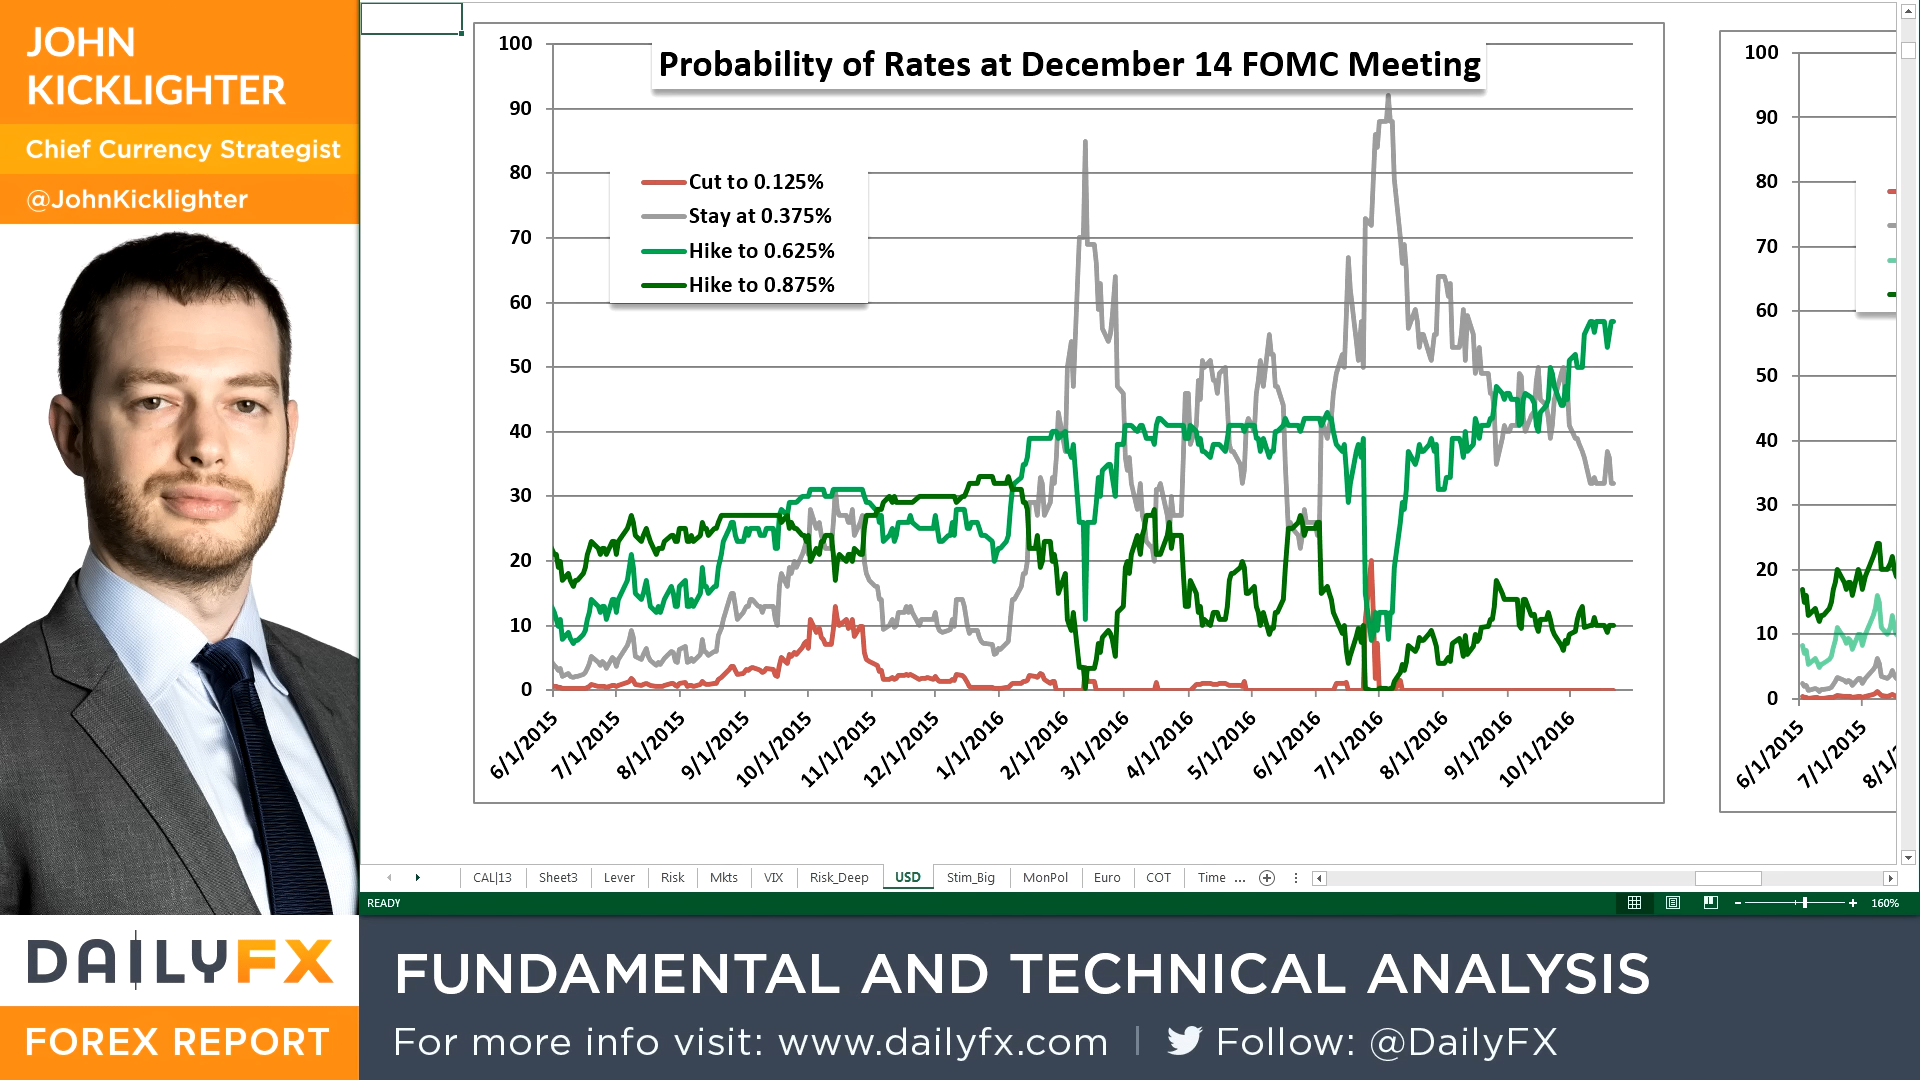 JOHN
KICKLIGHTER
Chief Currency Strategist
@JohnKicklighter
DAILYFX
FOREX REPORT
Probability of Rates at December 14 FOMC Meeting
100
90
80
70
60
50
40
30
20
10
0
Cut to 0.125%
Stay at 0.375%
Hike to 0.625%
Hike to 0.875%
6/1/2015
7/1/2015
8/1/2015
9/1/2015
10/1/2015
11/1/2015
12/1/2015
1/1/2016
2/1/2016
3/1/2016
4/1/2016
5/1/2016
6/1/2016
7/1/2016
8/1/2016
9/1/2016
10/1/2016
100
90
80
70
60
50
40
30
20
10
0
6/1/2015
7/1/2015
8/1/
CAL|13 Sheet3 Lever Risk Mkts VIX Risk_Deep USD Stim_Big MonPol Euro COT Time ...
READY
160%
FUNDAMENTAL AND TECHNICAL ANALYSIS
For more info visit: www.dailyfx.com | Follow: @DailyFX